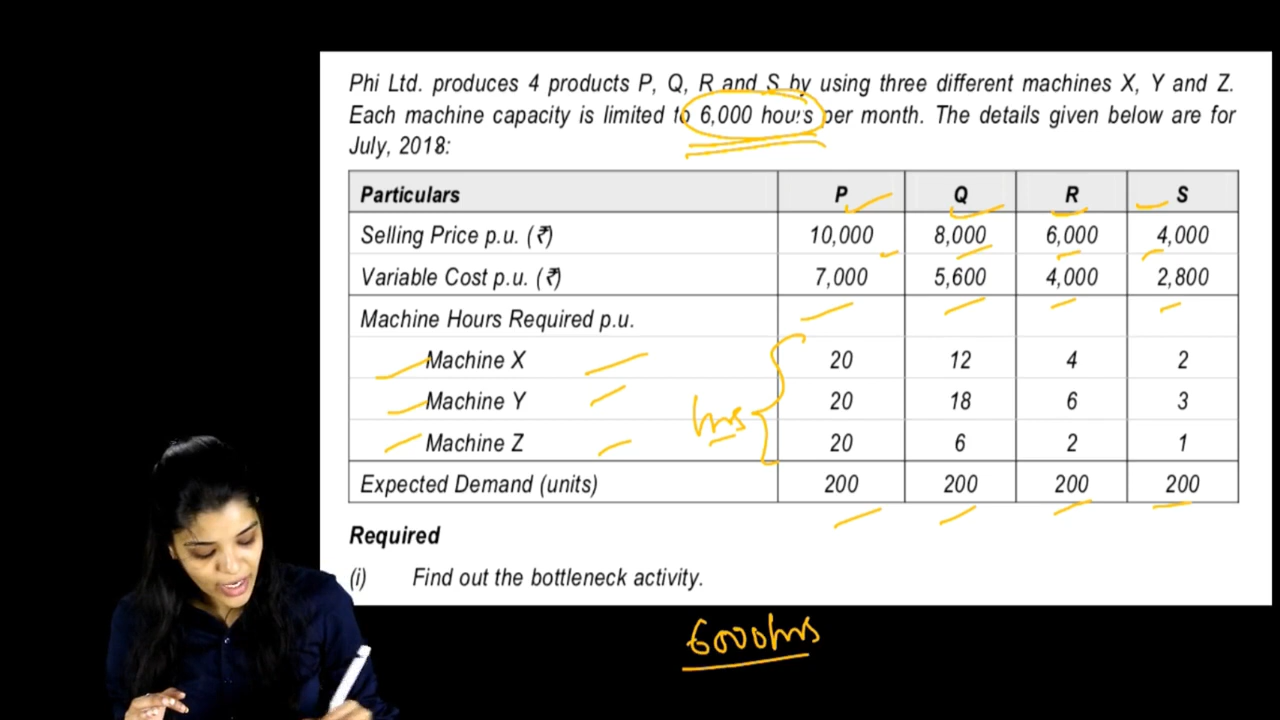 Phi Ltd. produces 4 products P, Q, R and S by using three different machines X, Y and Z.
Each machine capacity is limited to 6,000 hours per month. The details given below are for
July, 2018:
Particulars P Q R S
Selling Price p.u. (₹) 10,000 8,000 6,000 4,000
Variable Cost p.u. (₹) 7,000 5,600 4,000 2,800
Machine Hours Required p.u.
Machine X 20 12 4 2
Machine Y 20 18 6 3
hrs
Machine Z 20 6 2 1
Expected Demand (units) 200 200 200 200
Required
(i) Find out the bottleneck activity.
6000hrs